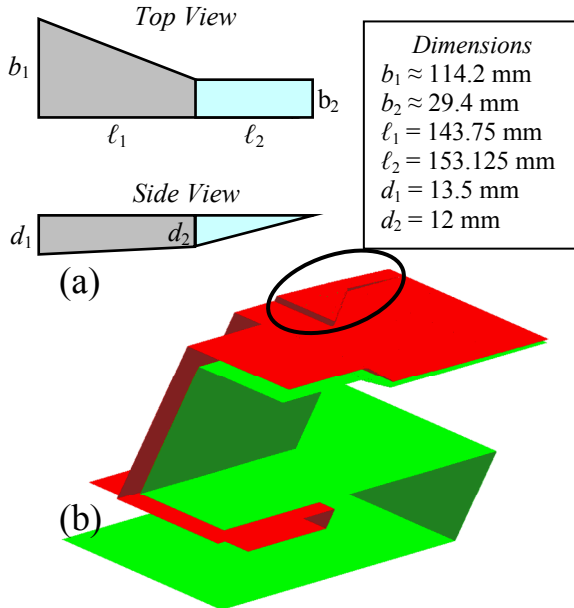 Top View
b₁
b₂
ℓ₁
ℓ₂
Side View
d₁
d₂
(a)
Dimensions
b₁ ≈ 114.2 mm
b₂ ≈ 29.4 mm
ℓ₁ = 143.75 mm
ℓ₂ = 153.125 mm
d₁ = 13.5 mm
d₂ = 12 mm
(b)